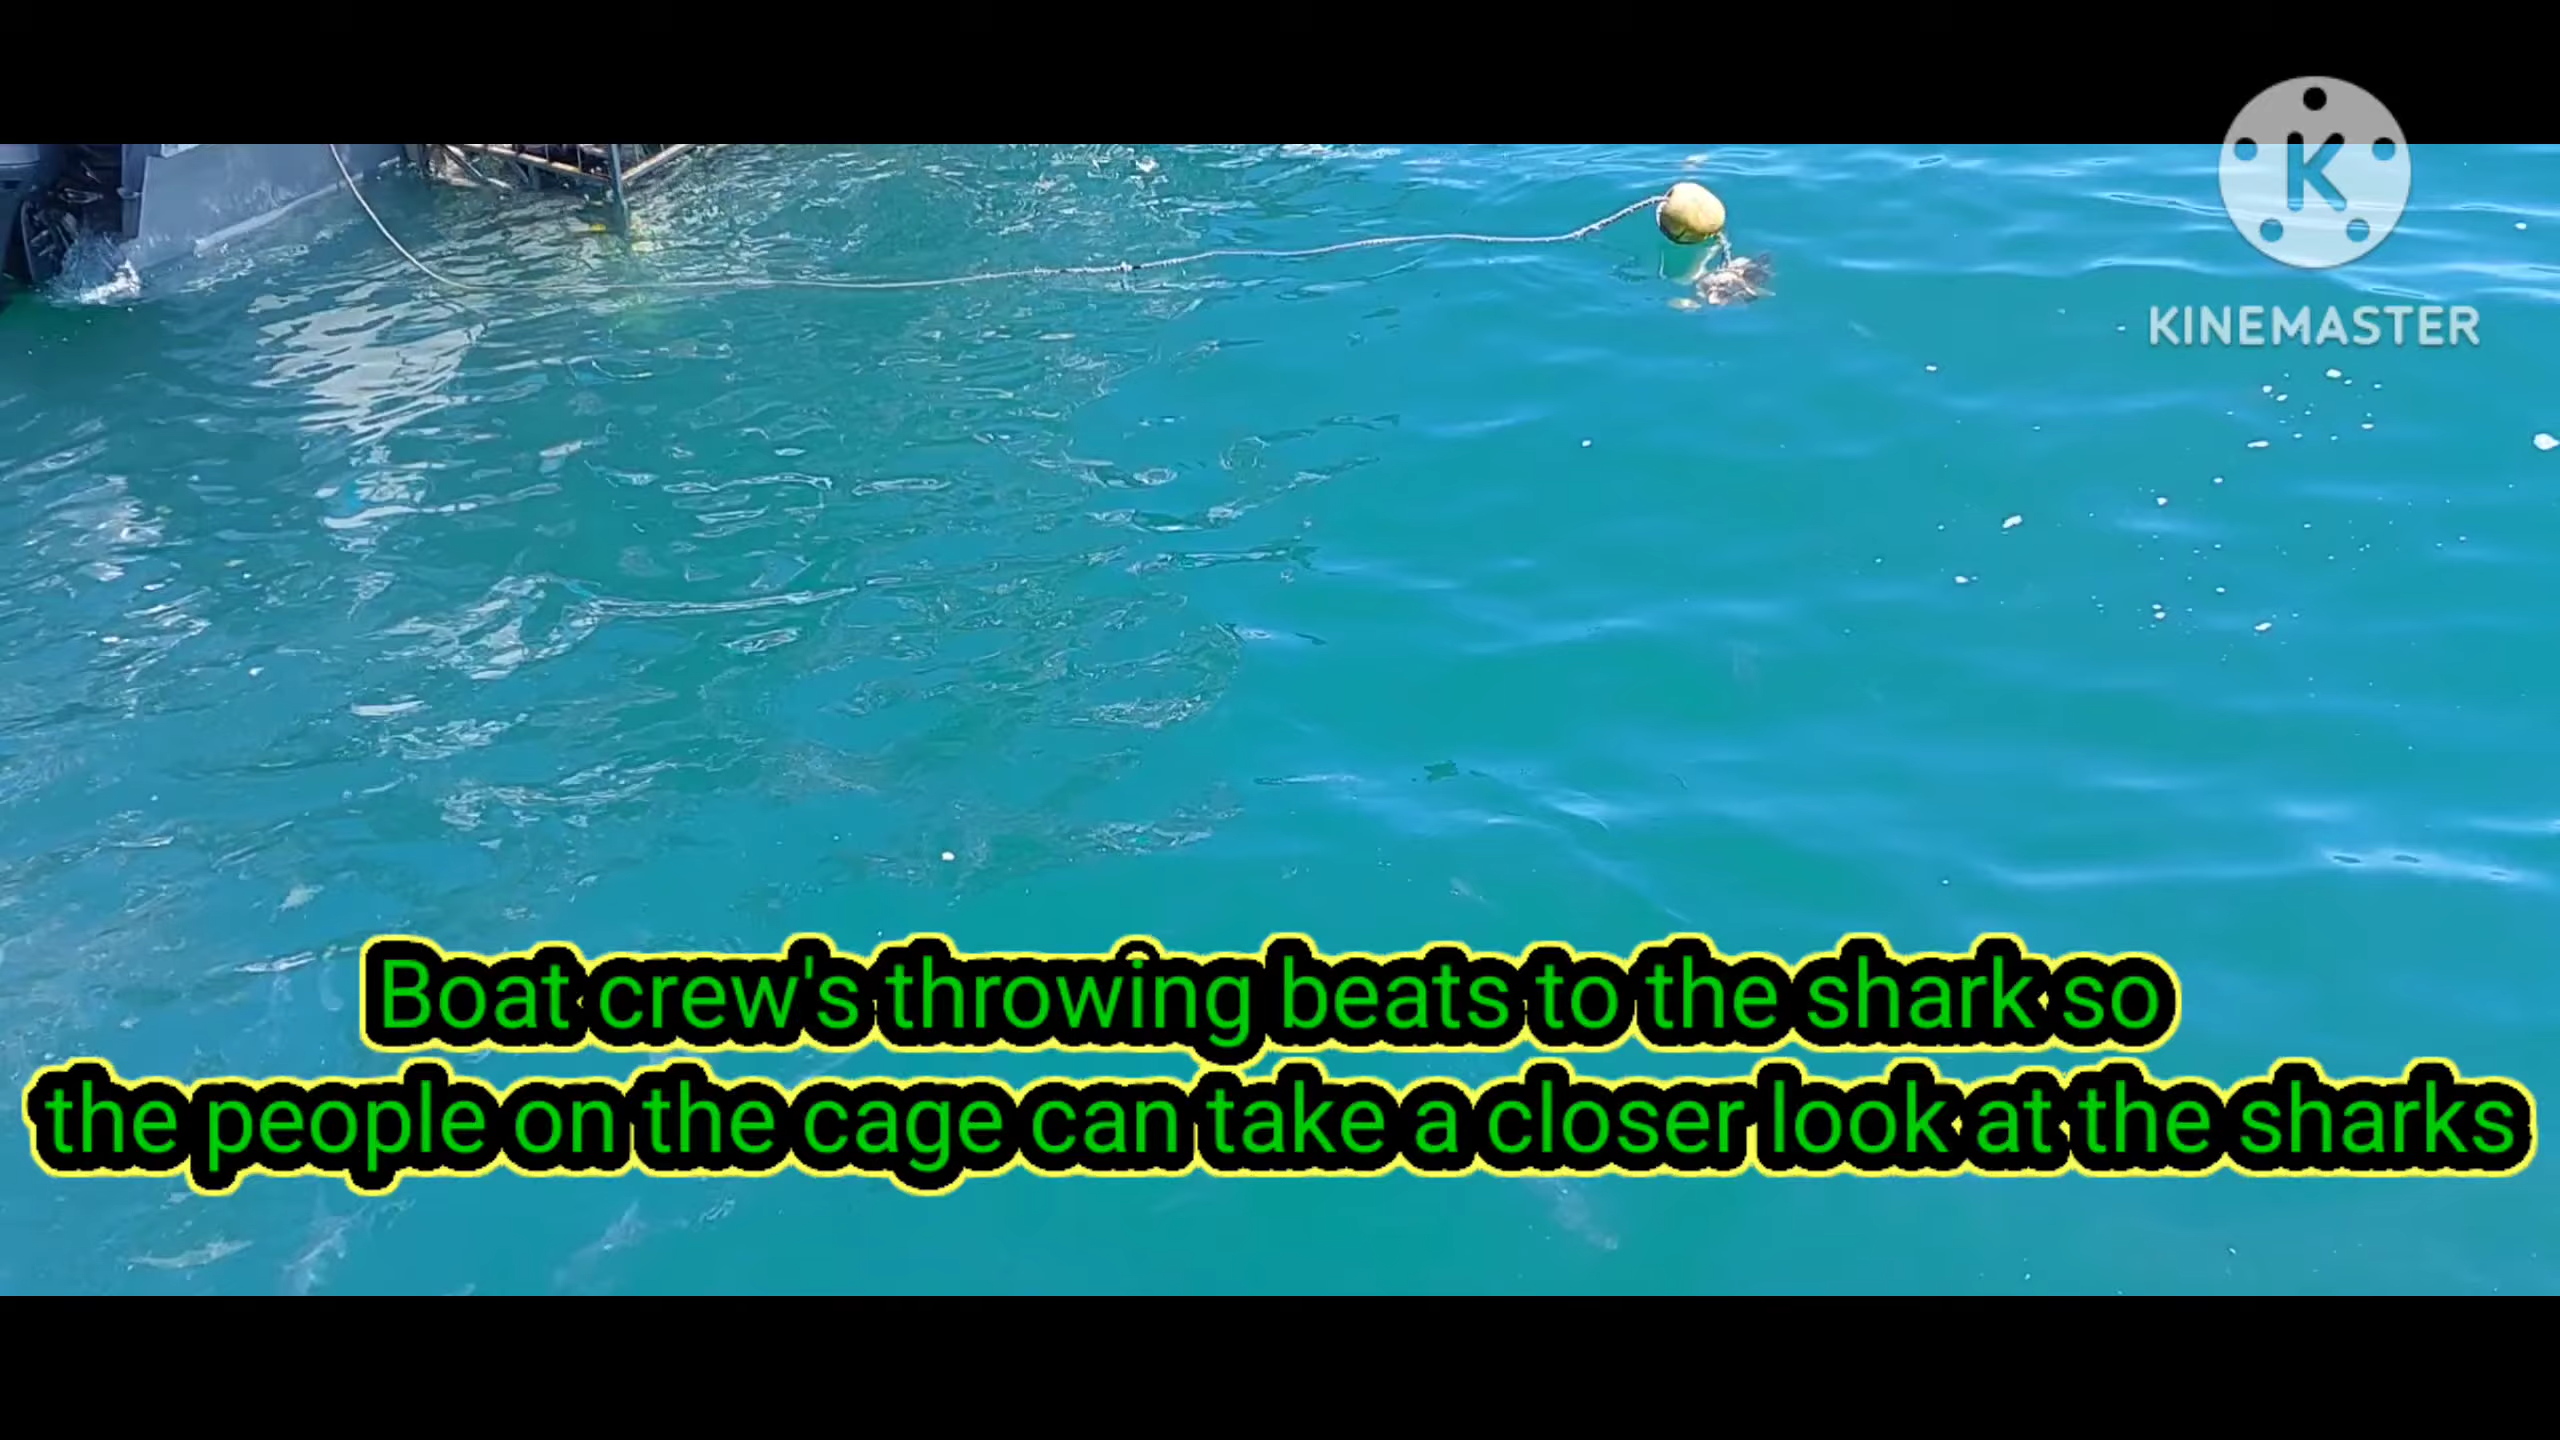 K
KINEMASTER
Boat crew's throwing beats to the shark so
the people on the cage can take a closer look at the sharks